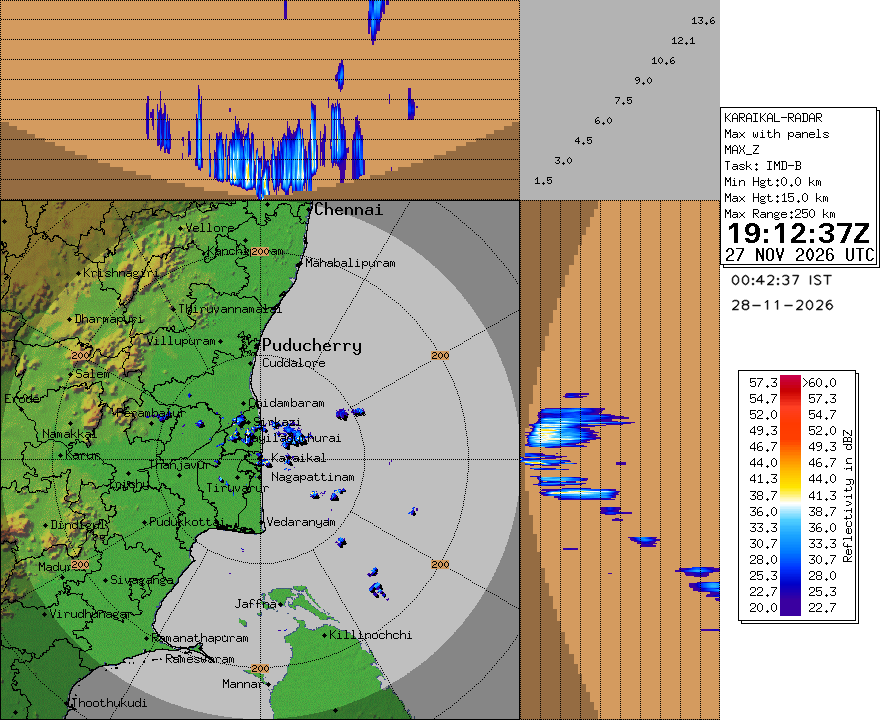 13.6
12.1
10.6
9.0
7.5
6.0
4.5
3.0
1.5
KARAIKAL-RADAR
Max with panels
MAX_Z
Task: IMD-B
Min Hgt:0.0 km
Max Hgt:15.0 km
Max Range:250 km
19:12:37Z
27 NOV 2026 UTC
00:42:37 IST
28-11-2026
Chennai
Vellore
200
Mahabalipuram
Krishnagiri
Thiruvannamalai
Dharmapuri
Villupuram
Puducherry
200
200
Cuddalore
Salem
Erode
Chidambaram
Perambalur
Sirkazi
Namakkal
Mayiladuthurai
Karur
Karaikal
Thanjavur
Nagapattinam
Tiruvarur
Dindigul
Pudukkottai
Vedaranyam
200
200
Madurai
Sivaganga
Jaffna
Virudhunagar
Ramanathapuram
Killinochchi
Rameswaram
200
Mannar
Thoothukudi
57.3 >60.0
54.7 57.3
52.0 54.7
49.3 52.0
46.7 49.3
44.0 46.7
41.3 44.0
38.7 41.3
36.0 38.7
33.3 36.0
30.7 33.3
28.0 30.7
25.3 28.0
22.7 25.3
20.0 22.7
Reflectivity in dBZ